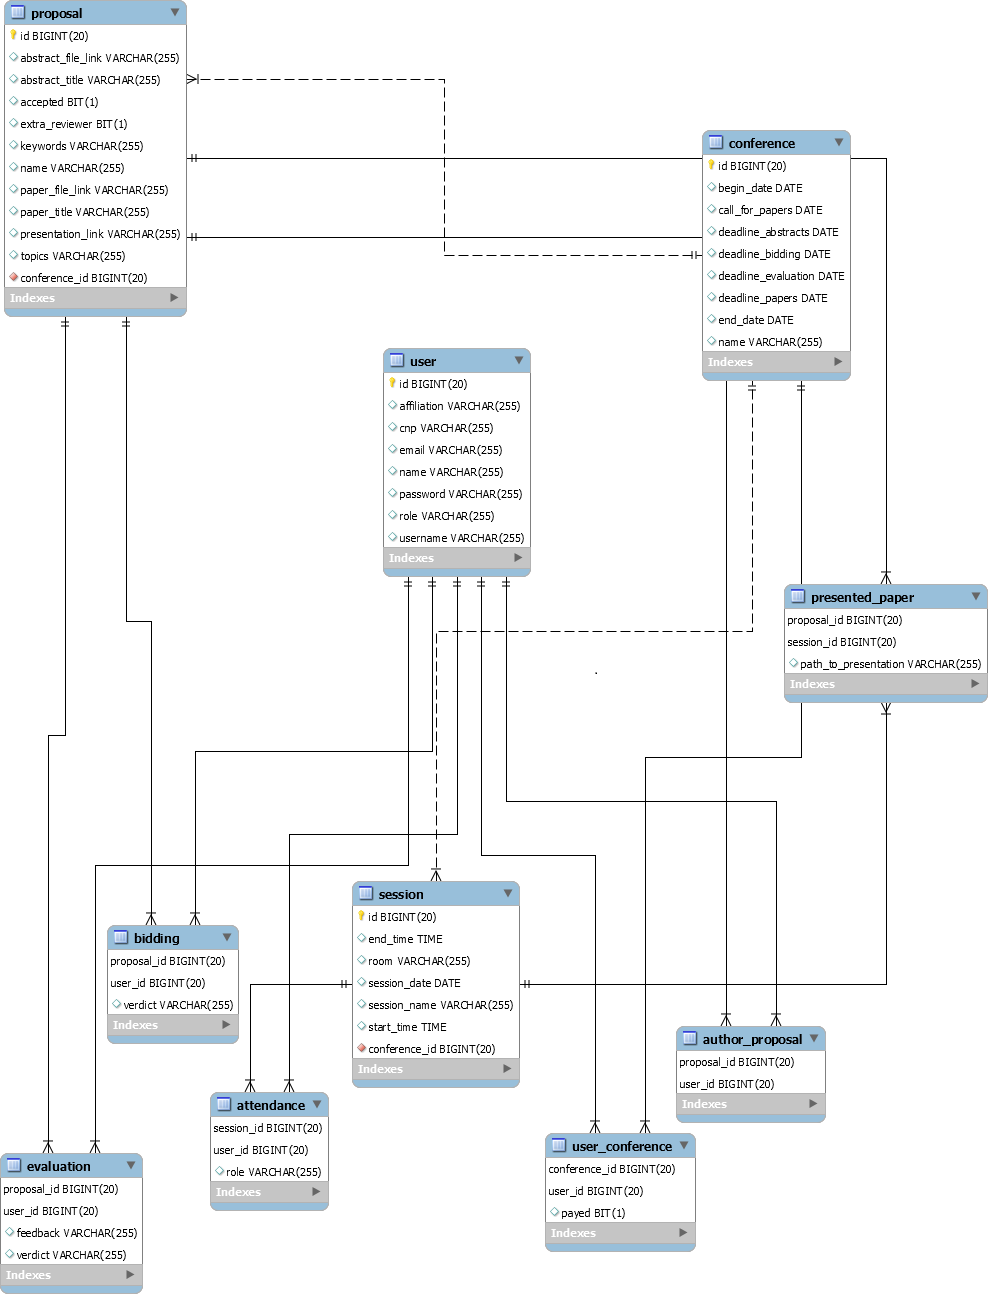 proposal
id BIGINT(20)
abstract_file_link VARCHAR(255)
abstract_title VARCHAR(255)
accepted BIT(1)
extra_reviewer BIT(1)
keywords VARCHAR(255)
name VARCHAR(255)
paper_file_link VARCHAR(255)
paper_title VARCHAR(255)
presentation_link VARCHAR(255)
topics VARCHAR(255)
conference_id BIGINT(20)
Indexes
conference
id BIGINT(20)
begin_date DATE
call_for_papers DATE
deadline_abstracts DATE
deadline_bidding DATE
deadline_evaluation DATE
deadline_papers DATE
end_date DATE
name VARCHAR(255)
Indexes
user
id BIGINT(20)
affiliation VARCHAR(255)
cnp VARCHAR(255)
email VARCHAR(255)
name VARCHAR(255)
password VARCHAR(255)
role VARCHAR(255)
username VARCHAR(255)
Indexes
presented_paper
proposal_id BIGINT(20)
session_id BIGINT(20)
path_to_presentation VARCHAR(255)
Indexes
session
id BIGINT(20)
end_time TIME
room VARCHAR(255)
session_date DATE
session_name VARCHAR(255)
start_time TIME
conference_id BIGINT(20)
Indexes
bidding
proposal_id BIGINT(20)
user_id BIGINT(20)
verdict VARCHAR(255)
Indexes
author_proposal
proposal_id BIGINT(20)
user_id BIGINT(20)
Indexes
attendance
session_id BIGINT(20)
user_id BIGINT(20)
role VARCHAR(255)
Indexes
user_conference
conference_id BIGINT(20)
user_id BIGINT(20)
payed BIT(1)
Indexes
evaluation
proposal_id BIGINT(20)
user_id BIGINT(20)
feedback VARCHAR(255)
verdict VARCHAR(255)
Indexes